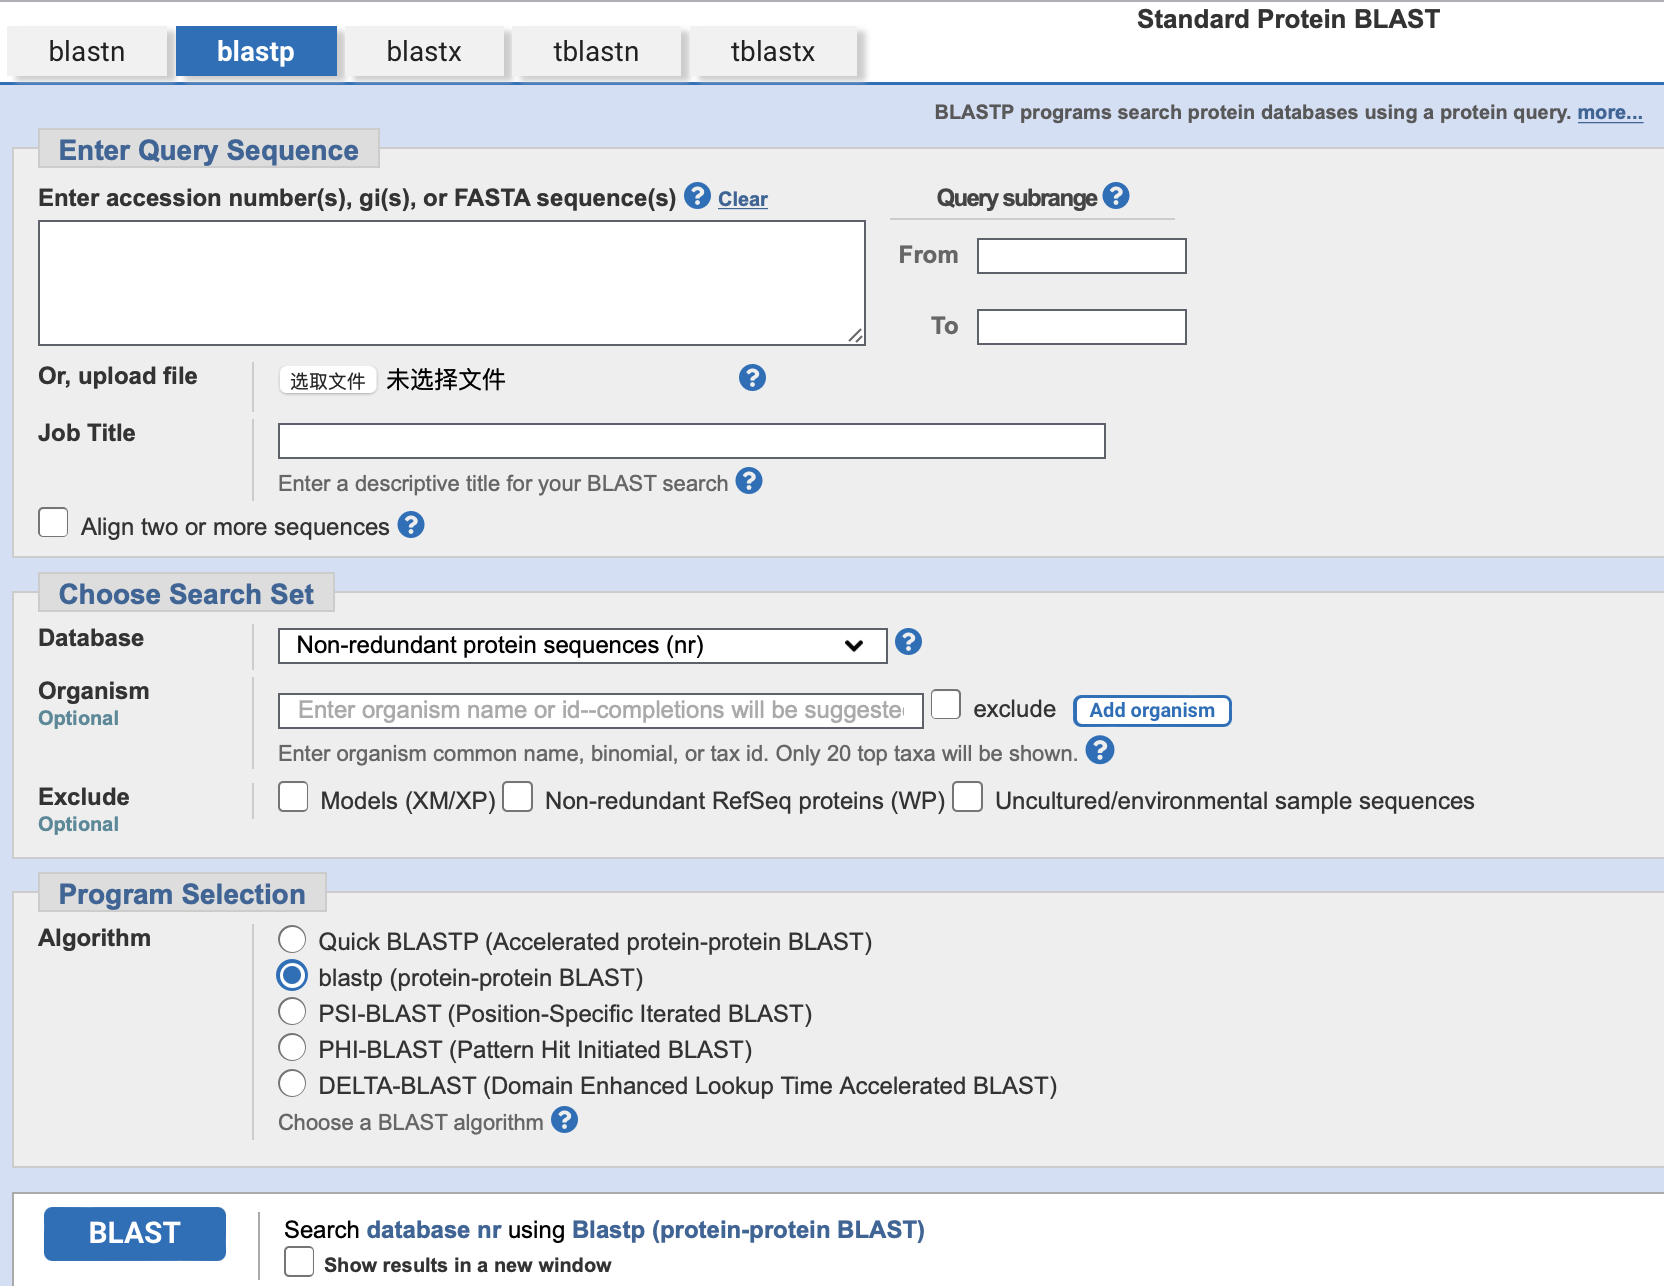 Standard Protein BLAST
blastn blastp blastx tblastn tblastx
BLASTP programs search protein databases using a protein query. more...
Enter Query Sequence
Enter accession number(s), gi(s), or FASTA sequence(s) ? Clear
Query subrange ?
From
To
Or, upload file 选取文件 未选择文件 ?
Job Title
Enter a descriptive title for your BLAST search ?
Align two or more sequences ?
Choose Search Set
Database Non-redundant protein sequences (nr) ?
Organism
Optional
Enter organism name or id--completions will be suggeste exclude Add organism
Enter organism common name, binomial, or tax id. Only 20 top taxa will be shown. ?
Exclude
Optional
Models (XM/XP) Non-redundant RefSeq proteins (WP) Uncultured/environmental sample sequences
Program Selection
Algorithm
Quick BLASTP (Accelerated protein-protein BLAST)
blastp (protein-protein BLAST)
PSI-BLAST (Position-Specific Iterated BLAST)
PHI-BLAST (Pattern Hit Initiated BLAST)
DELTA-BLAST (Domain Enhanced Lookup Time Accelerated BLAST)
Choose a BLAST algorithm ?
BLAST
Search database nr using Blastp (protein-protein BLAST)
Show results in a new window